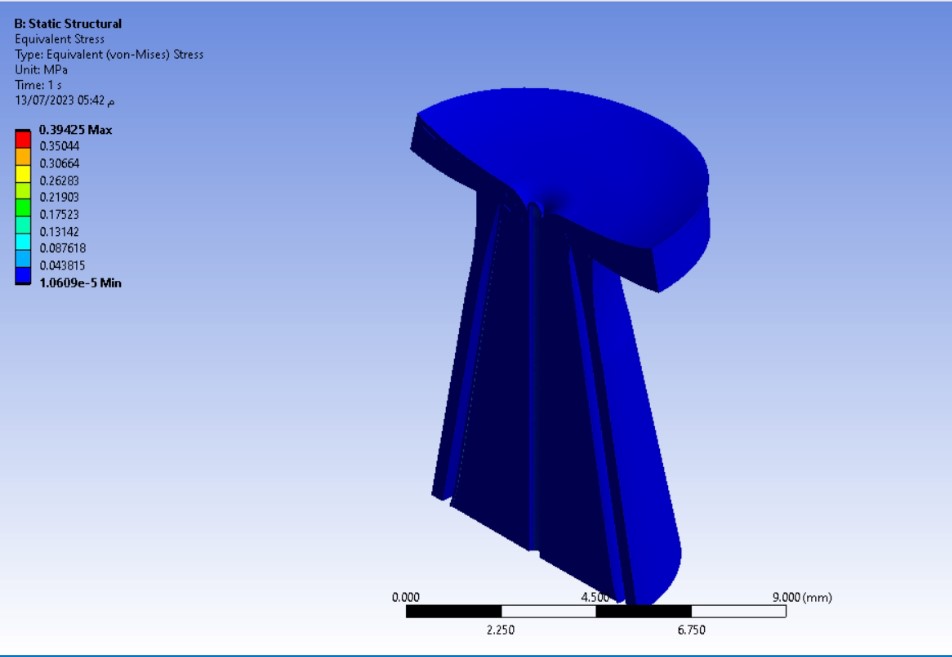 B: Static Structural
Equivalent Stress
Type: Equivalent (von-Mises) Stress
Unit: MPa
Time: 1 s
13/07/2023 05:42 م
0.39425 Max
0.35044
0.30664
0.26283
0.21903
0.17523
0.13142
0.087618
0.043815
1.0609e-5 Min
0.000 4.500 9.000 (mm)
2.250 6.750